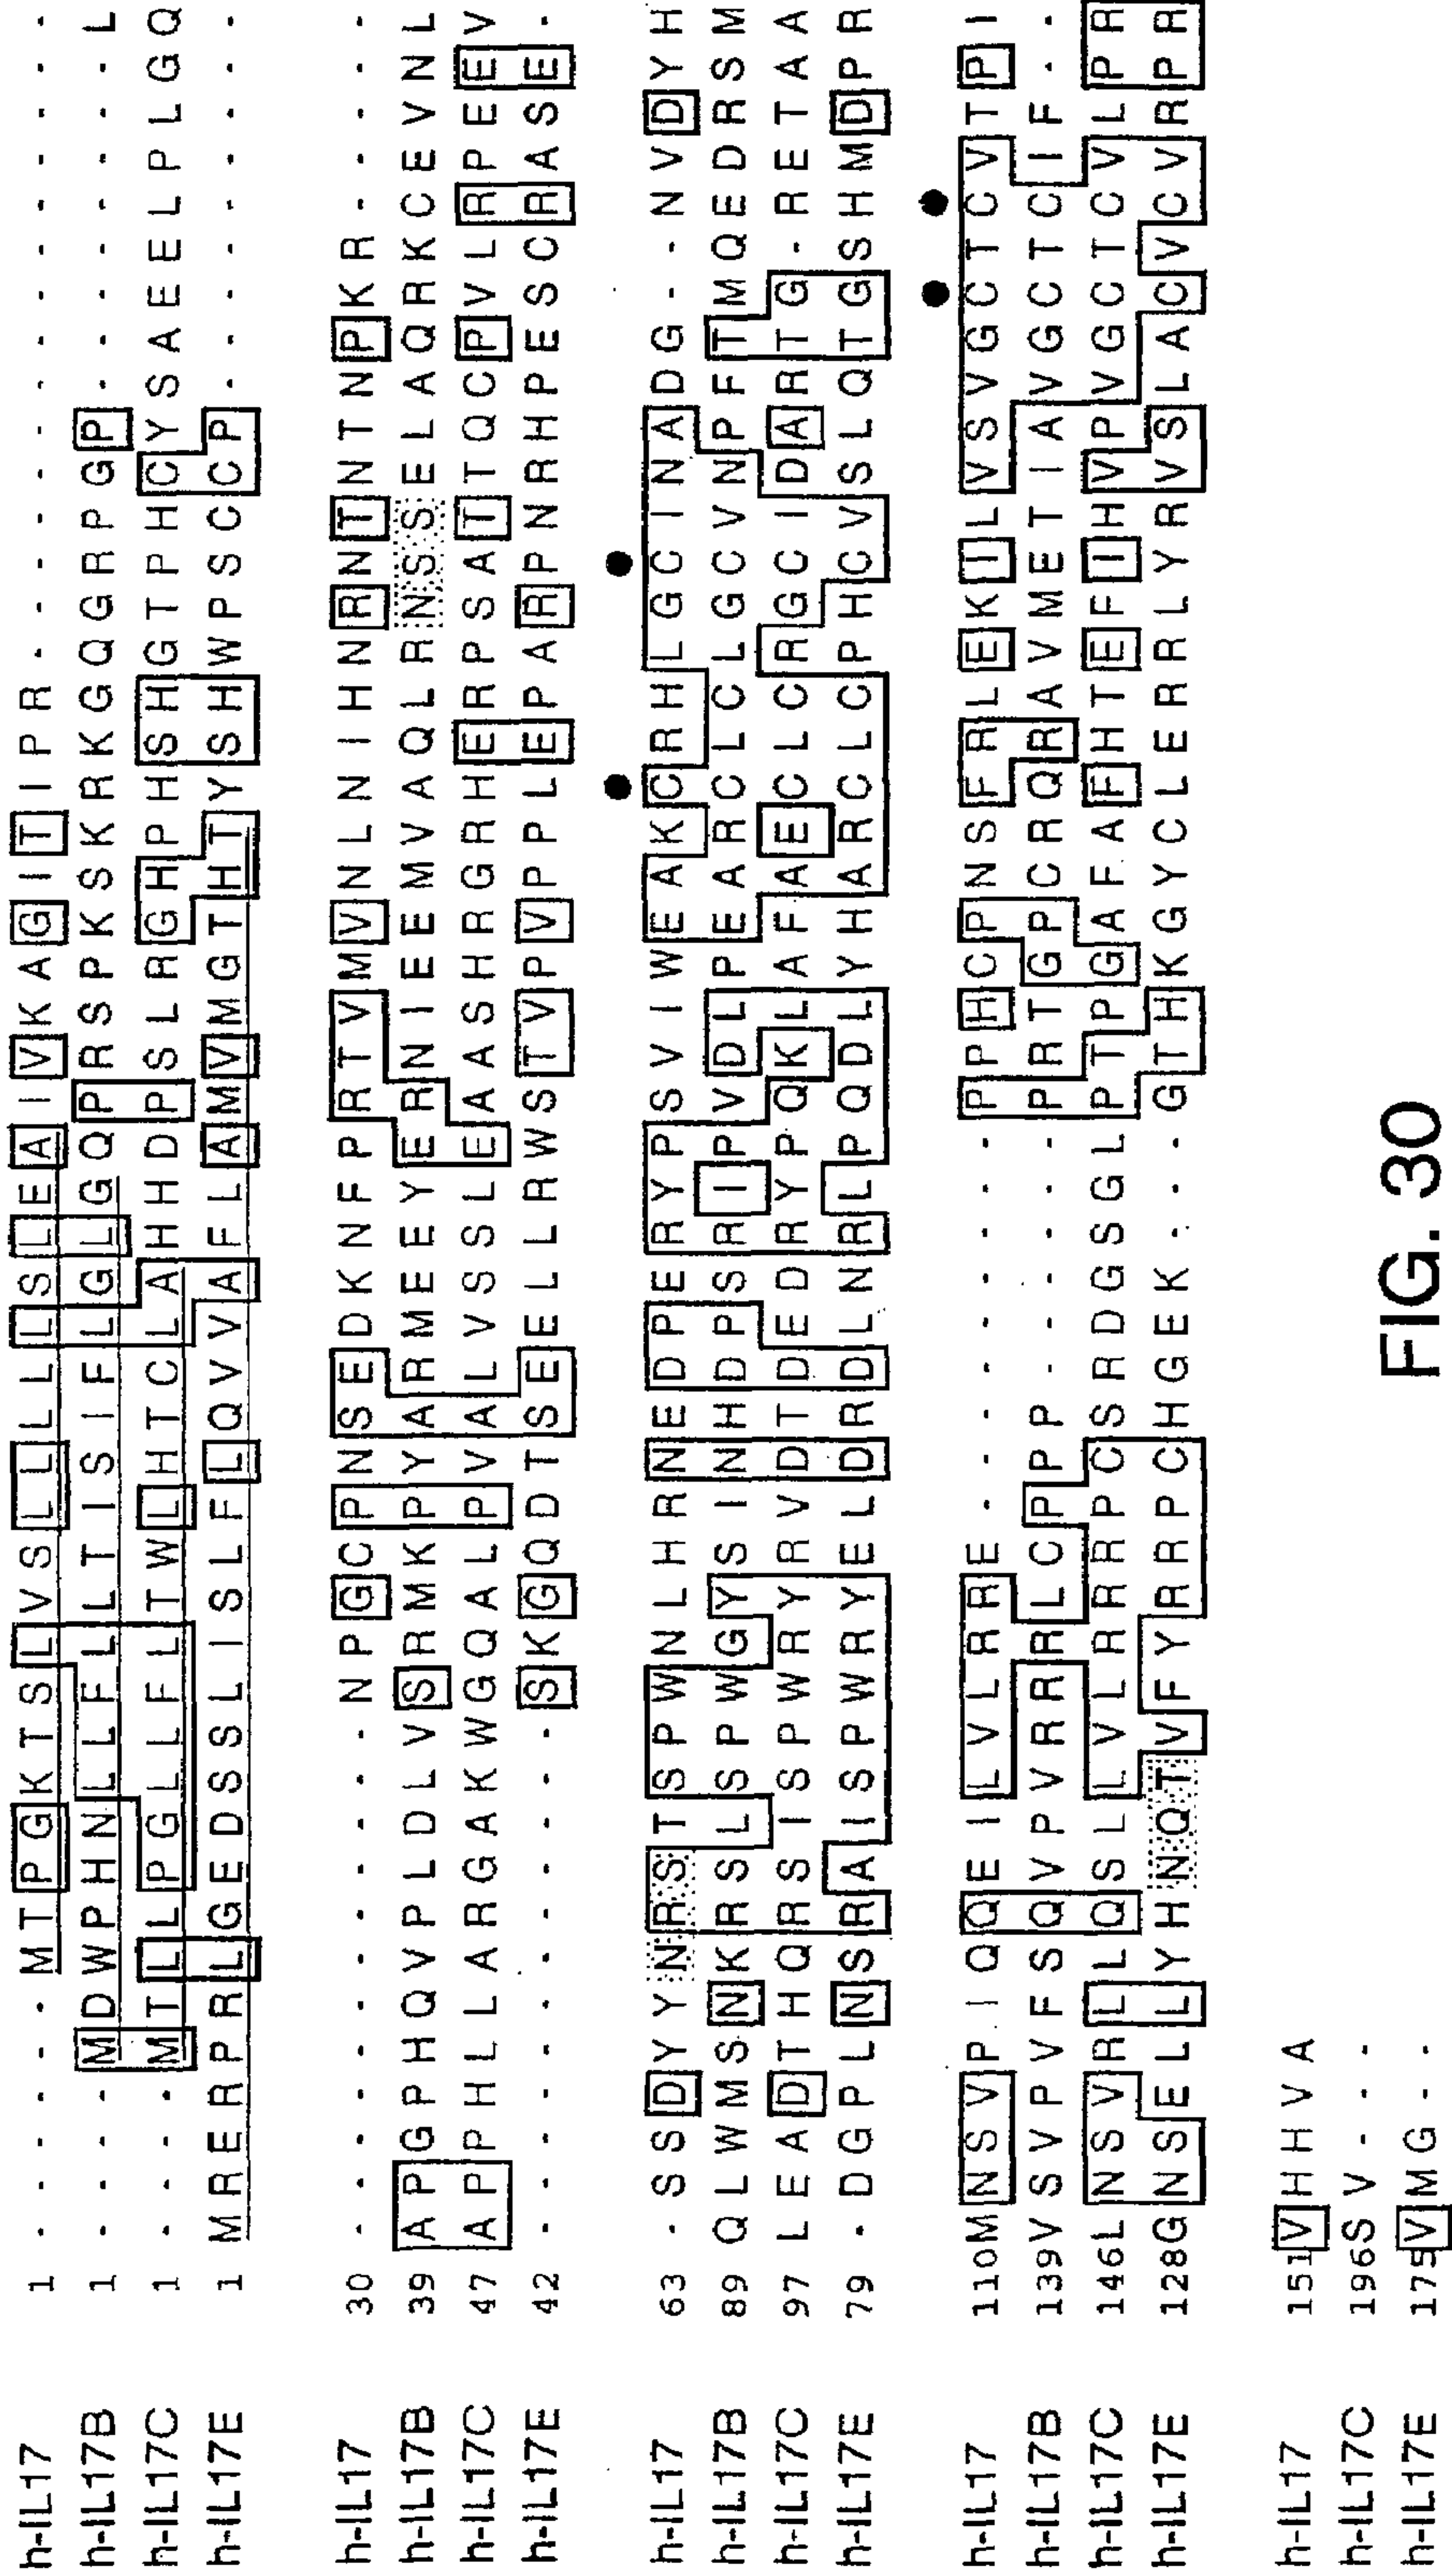 h-IL17 1 . . . . . . M T P G K T S L V S L L L L L S L E A I V K A G I T I P R . . . . . . . . . . . . . . .
h-IL17B 1 . . . . M D W P H N L L F L L T I S I F L G L G Q P R S P K S K R K G Q G R P G P . . . . . . . . L
h-IL17C 1 . . . . M T L L P G L L F L T W L H T C L A H H D P S L R G H P H S H G T P H C Y S A E E L P L G Q
h-IL17E 1 M R E R P R L G E D S S L I S L F L Q V V A F L A M V M G T H T Y S H W P S C C P . . . . . . . . .
h-IL17 30 . . . . . . . . . . . . N P G C P N S E D K N F P R T V M V N L N I H N R N T N T N P K R . . . . .
h-IL17B 39 A P G P H Q V P L D L V S R M K P Y A R M E E Y E R N I E E M V A Q L R N S S E L A Q R K C E V N L
h-IL17C 47 A P P H L L A R G A K W G Q A L P V A L V S S L E A A S H R G R H E R P S A T T Q C P V L R P E E V
h-IL17E 42 . . . . . . . . . . . . S K G Q D T S E E L L R W S T V P V P P L E P A R P N R H P E S C R A S E .
h-IL17 63 . S S D Y Y N R S T S P W N L H R N E D P E R Y P S V I W E A K C R H L G C I N A D G . . N V D Y H
h-IL17B 89 Q L W M S N K R S L S P W G Y S I N H D P S R I P V D L P E A R C L C L G C V N P F T M Q E D R S M
h-IL17C 97 L E A D T H Q R S I S P W R Y R V D T D E D R Y P Q K L A F A E C L C R G C I D A R T G . R E T A A
h-IL17E 79 . D G P L N S R A I S P W R Y E L D R D L N R L P Q D L Y H A R C L C P H C V S L Q T G S H M D P R
h-IL17 110 M N S V P I Q Q E I L V L R R E . . . . . . . . . P P H C P N S F R L E K I L V S V G C T C V T P I
h-IL17B 139 V S V P V F S Q V P V R R R L C P P P . . . . . . P R T G P C R Q R A V M E T I A V G C T C I F . .
h-IL17C 146 L N S V R L L Q S L L V L R R R P C S R D G S G L P T P G A F A F H T E F I H V P V G C T C V L P R
h-IL17E 128 G N S E L L Y H N Q T V F Y R R P C H G E K . . . G T H K G Y C L E R R L Y R V S L A C V C V R P R
h-IL17 151 V H H V A
h-IL17C 196 S V . . .
h-IL17E 175 V M G . .
FIG. 30